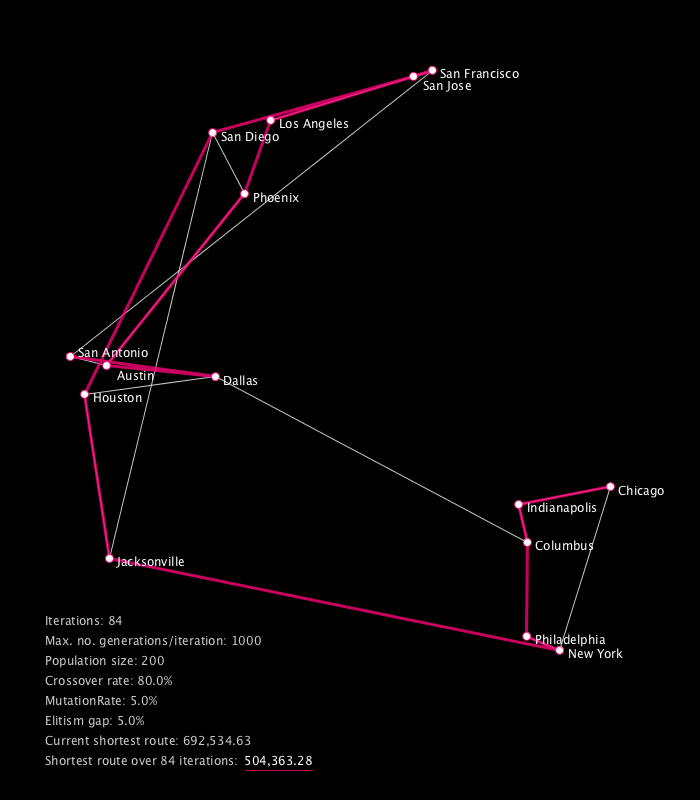 San Francisco
San Jose
Los Angeles
San Diego
Phoenix
San Antonio
Austin
Dallas
Houston
Chicago
Indianapolis
Columbus
Jacksonville
Philadelphia
New York
Iterations: 84
Max. no. generations/iteration: 1000
Population size: 200
Crossover rate: 80.0%
MutationRate: 5.0%
Elitism gap: 5.0%
Current shortest route: 692,534.63
Shortest route over 84 iterations: 504,363.28